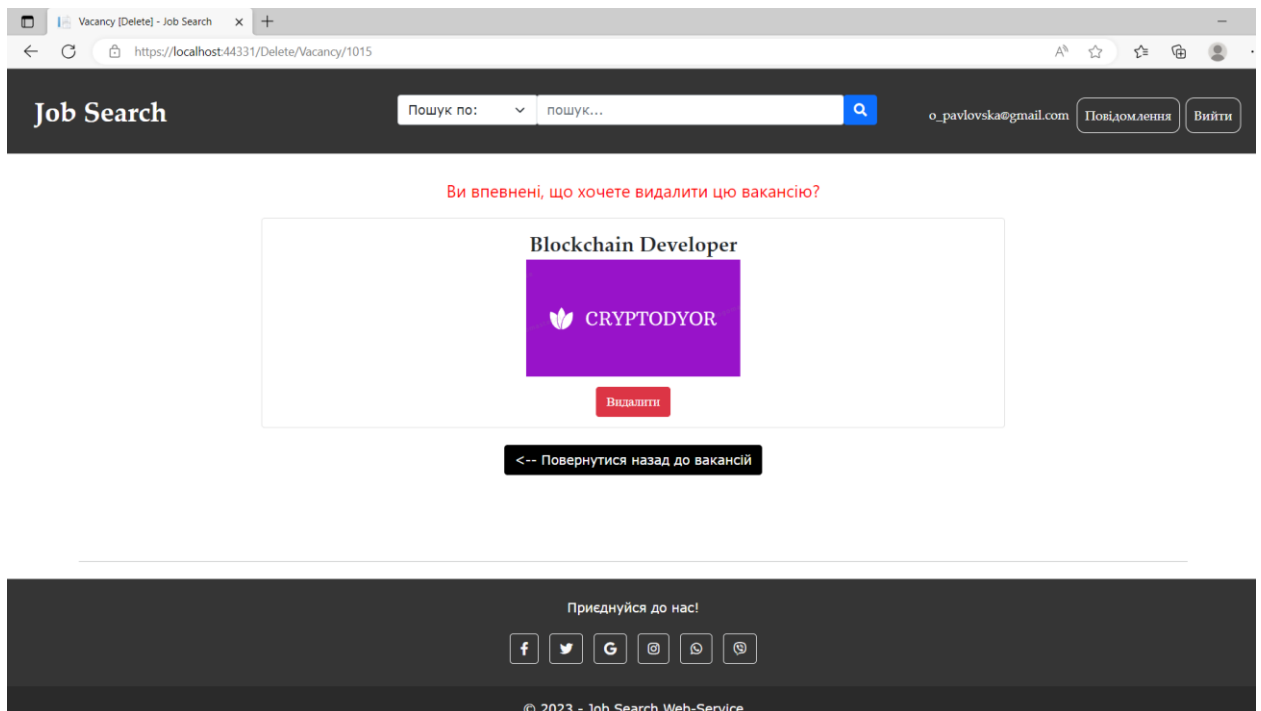 Vacancy [Delete] - Job Search
https://localhost:44331/Delete/Vacancy/1015
Job Search
Пошук по:
пошук...
o_pavlovska@gmail.com
Повідомлення
Вийти
Ви впевнені, що хочете видалити цю вакансію?
Blockchain Developer
CRYPTODYOR
Видалити
<-- Повернутися назад до вакансій
Приєднуйся до нас!
© 2023 - Job Search Web-Service